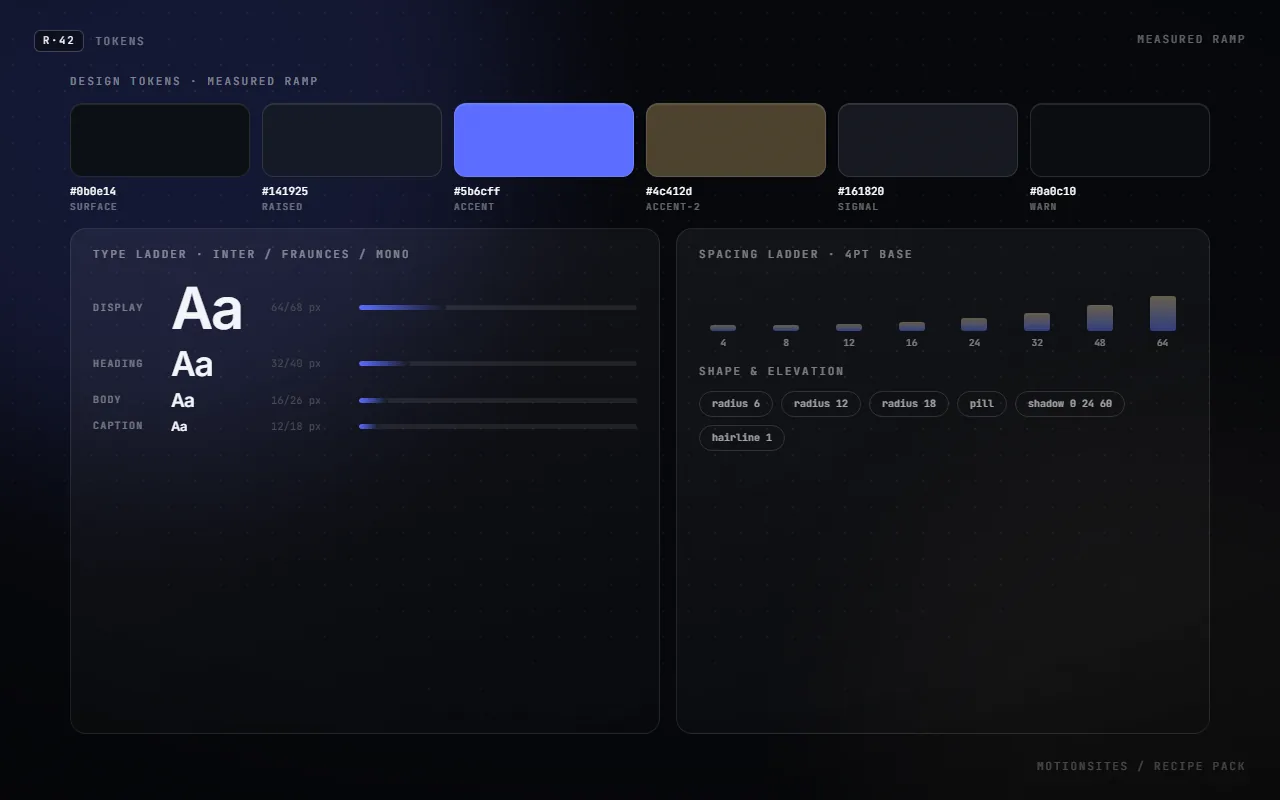 R·42 TOKENS
MEASURED RAMP
DESIGN TOKENS · MEASURED RAMP
#0b0e14
SURFACE
#141925
RAISED
#5b6cff
ACCENT
#4c412d
ACCENT-2
#161820
SIGNAL
#0a0c10
WARN
TYPE LADDER · INTER / FRAUNCES / MONO
DISPLAY Aa 64/68 px
HEADING Aa 32/40 px
BODY Aa 16/26 px
CAPTION Aa 12/18 px
SPACING LADDER · 4PT BASE
4 8 12 16 24 32 48 64
SHAPE & ELEVATION
radius 6 radius 12 radius 18 pill shadow 0 24 60
hairline 1
MOTIONSITES / RECIPE PACK